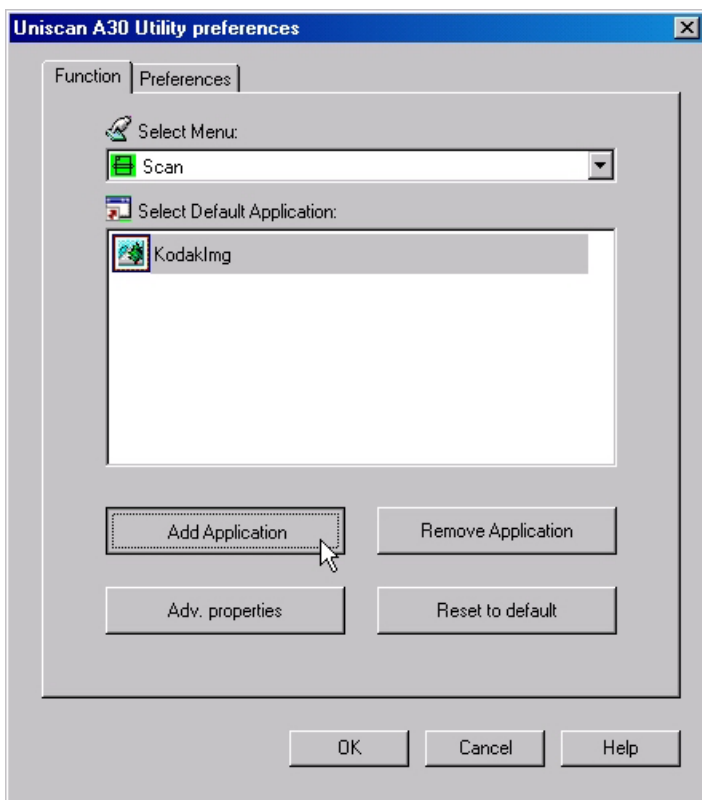 Uniscan A30 Utility preferences
Function Preferences
Select Menu:
Scan
Select Default Application:
KodakImg
Add Application Remove Application
Adv. properties Reset to default
OK Cancel Help